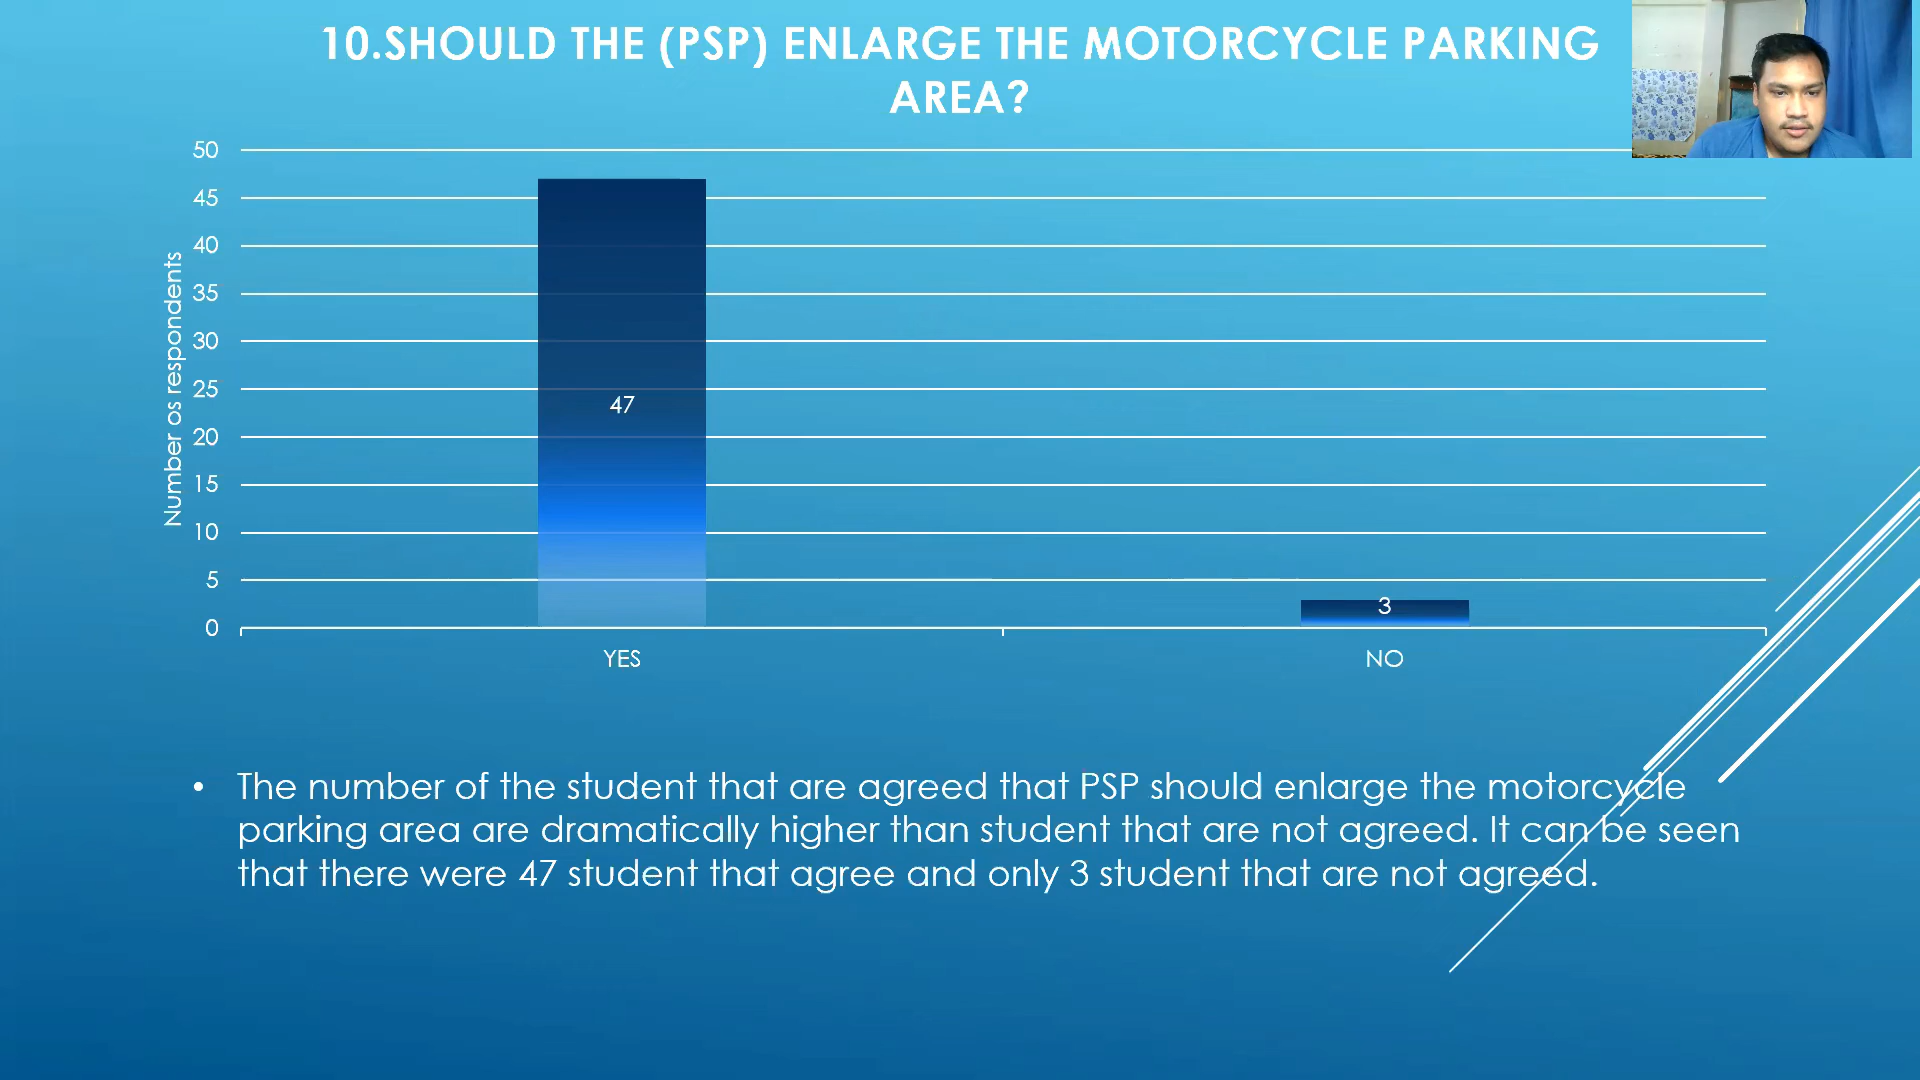 10.SHOULD THE (PSP) ENLARGE THE MOTORCYCLE PARKING
AREA?
50
45
40
35
30
25
20
15
10
5
0
Number os respondents
47
3
YES
NO
• The number of the student that are agreed that PSP should enlarge the motorcycle
parking area are dramatically higher than student that are not agreed. It can be seen
that there were 47 student that agree and only 3 student that are not agreed.